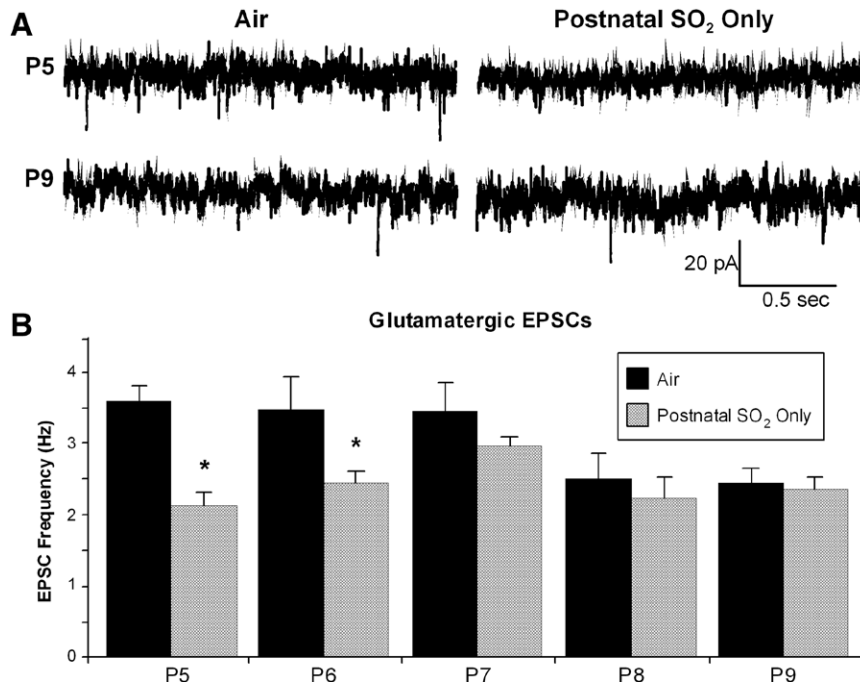 A
Air
Postnatal SO₂ Only
P5
P9
20 pA
0.5 sec
B
Glutamatergic EPSCs
EPSC Frequency (Hz)
4
3
2
1
0
*
*
Air
Postnatal SO₂ Only
P5 P6 P7 P8 P9